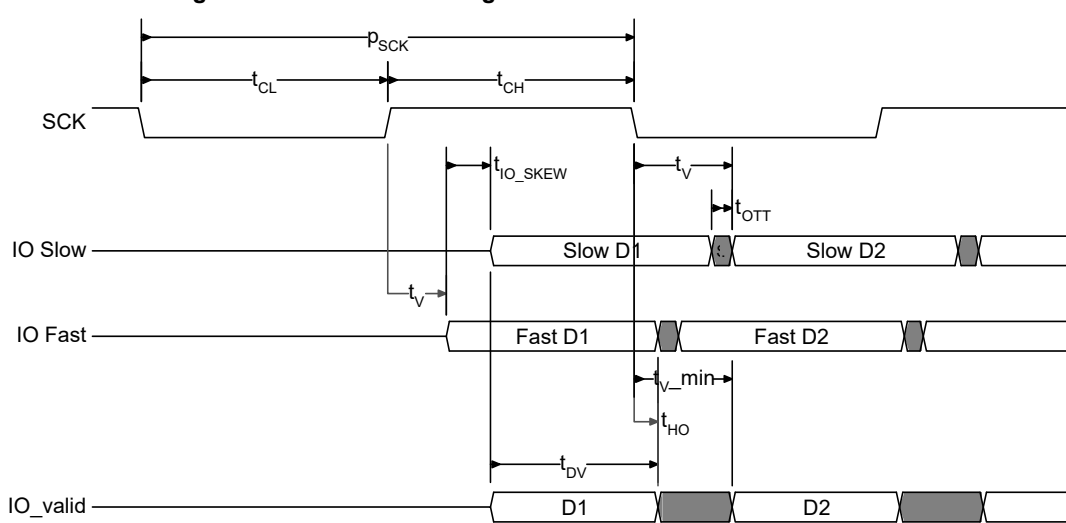 pSCK
tCL
tCH
SCK
tIO_SKEW
tV
tOTT
IO Slow
Slow D1
Slow D2
tV
IO Fast
Fast D1
Fast D2
tV_min
tHO
tDV
IO_valid
D1
D2